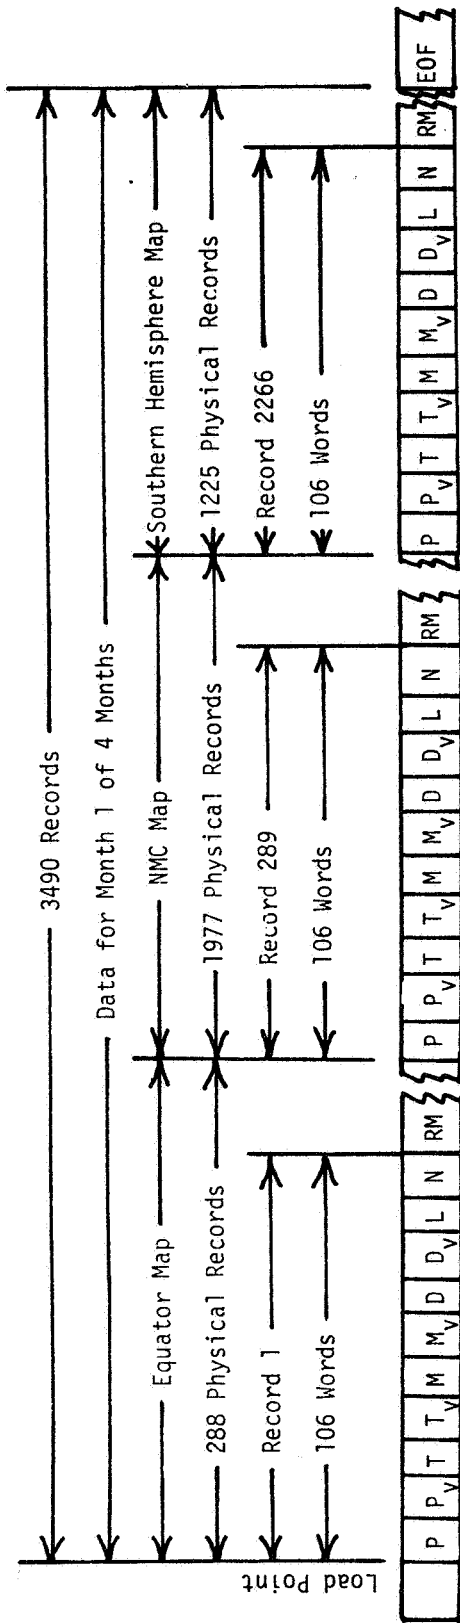 3490 Records
Data for Month 1 of 4 Months
Equator Map
NMC Map
Southern Hemisphere Map
288 Physical Records
1977 Physical Records
1225 Physical Records
Record 1
Record 289
Record 2266
106 Words
106 Words
106 Words
Load Point
P Pv T Tv M Mv D Dv L N RM P Pv T Tv M Mv D Dv L N RM P Pv T Tv M Mv D Dv L N RM EOF